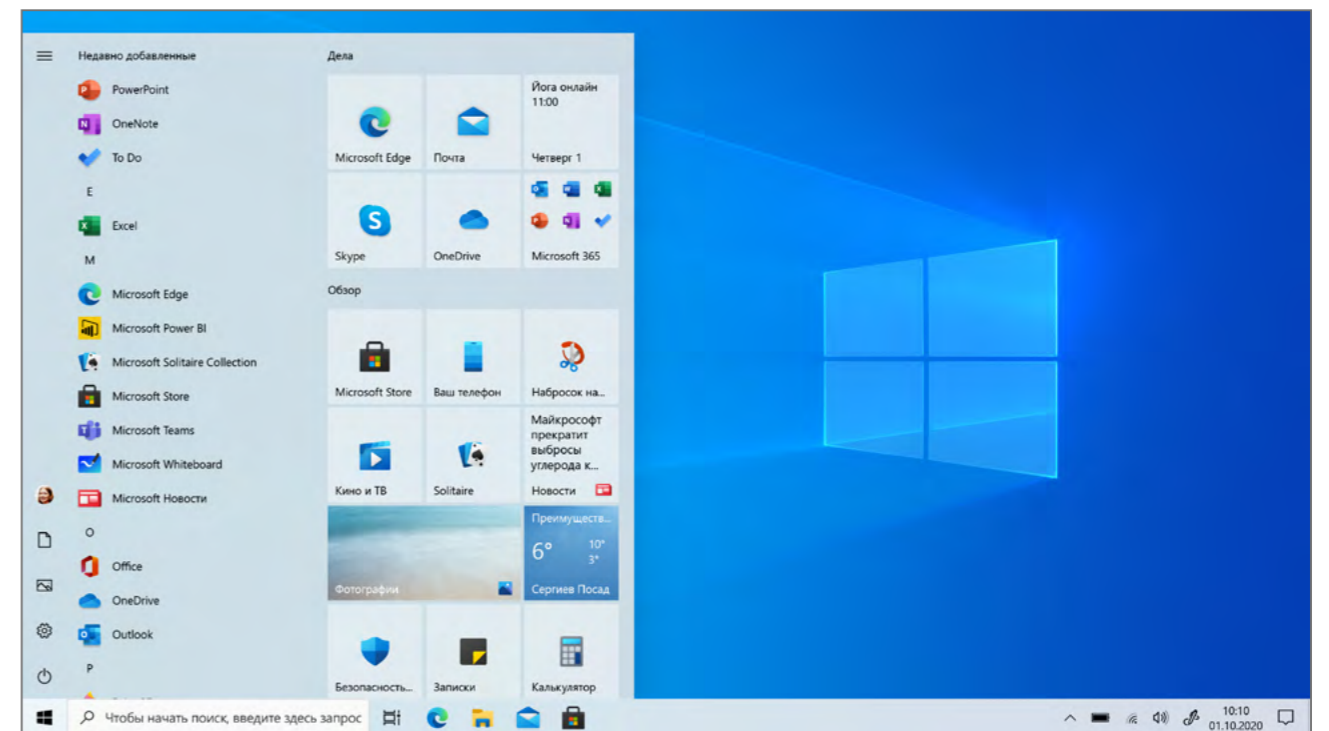 Недавно добавленные
PowerPoint
OneNote
To Do
E
Excel
M
Microsoft Edge
Microsoft Power BI
Microsoft Solitaire Collection
Microsoft Store
Microsoft Teams
Microsoft Whiteboard
Microsoft Новости
O
Office
OneDrive
Outlook
P
Дела
Microsoft Edge
Почта
Йога онлайн
11:00
Четверг 1
Skype
OneDrive
Microsoft 365
Обзор
Microsoft Store
Ваш телефон
Набросок на...
Кино и ТВ
Solitaire
Майкрософт
прекратит
выбросы
углерода к...
Новости
Фотографии
Преимуществ...
6° 10°
3°
Сергиев Посад
Безопасность...
Записки
Калькулятор
Чтобы начать поиск, введите здесь запрос
10:10
01.10.2020